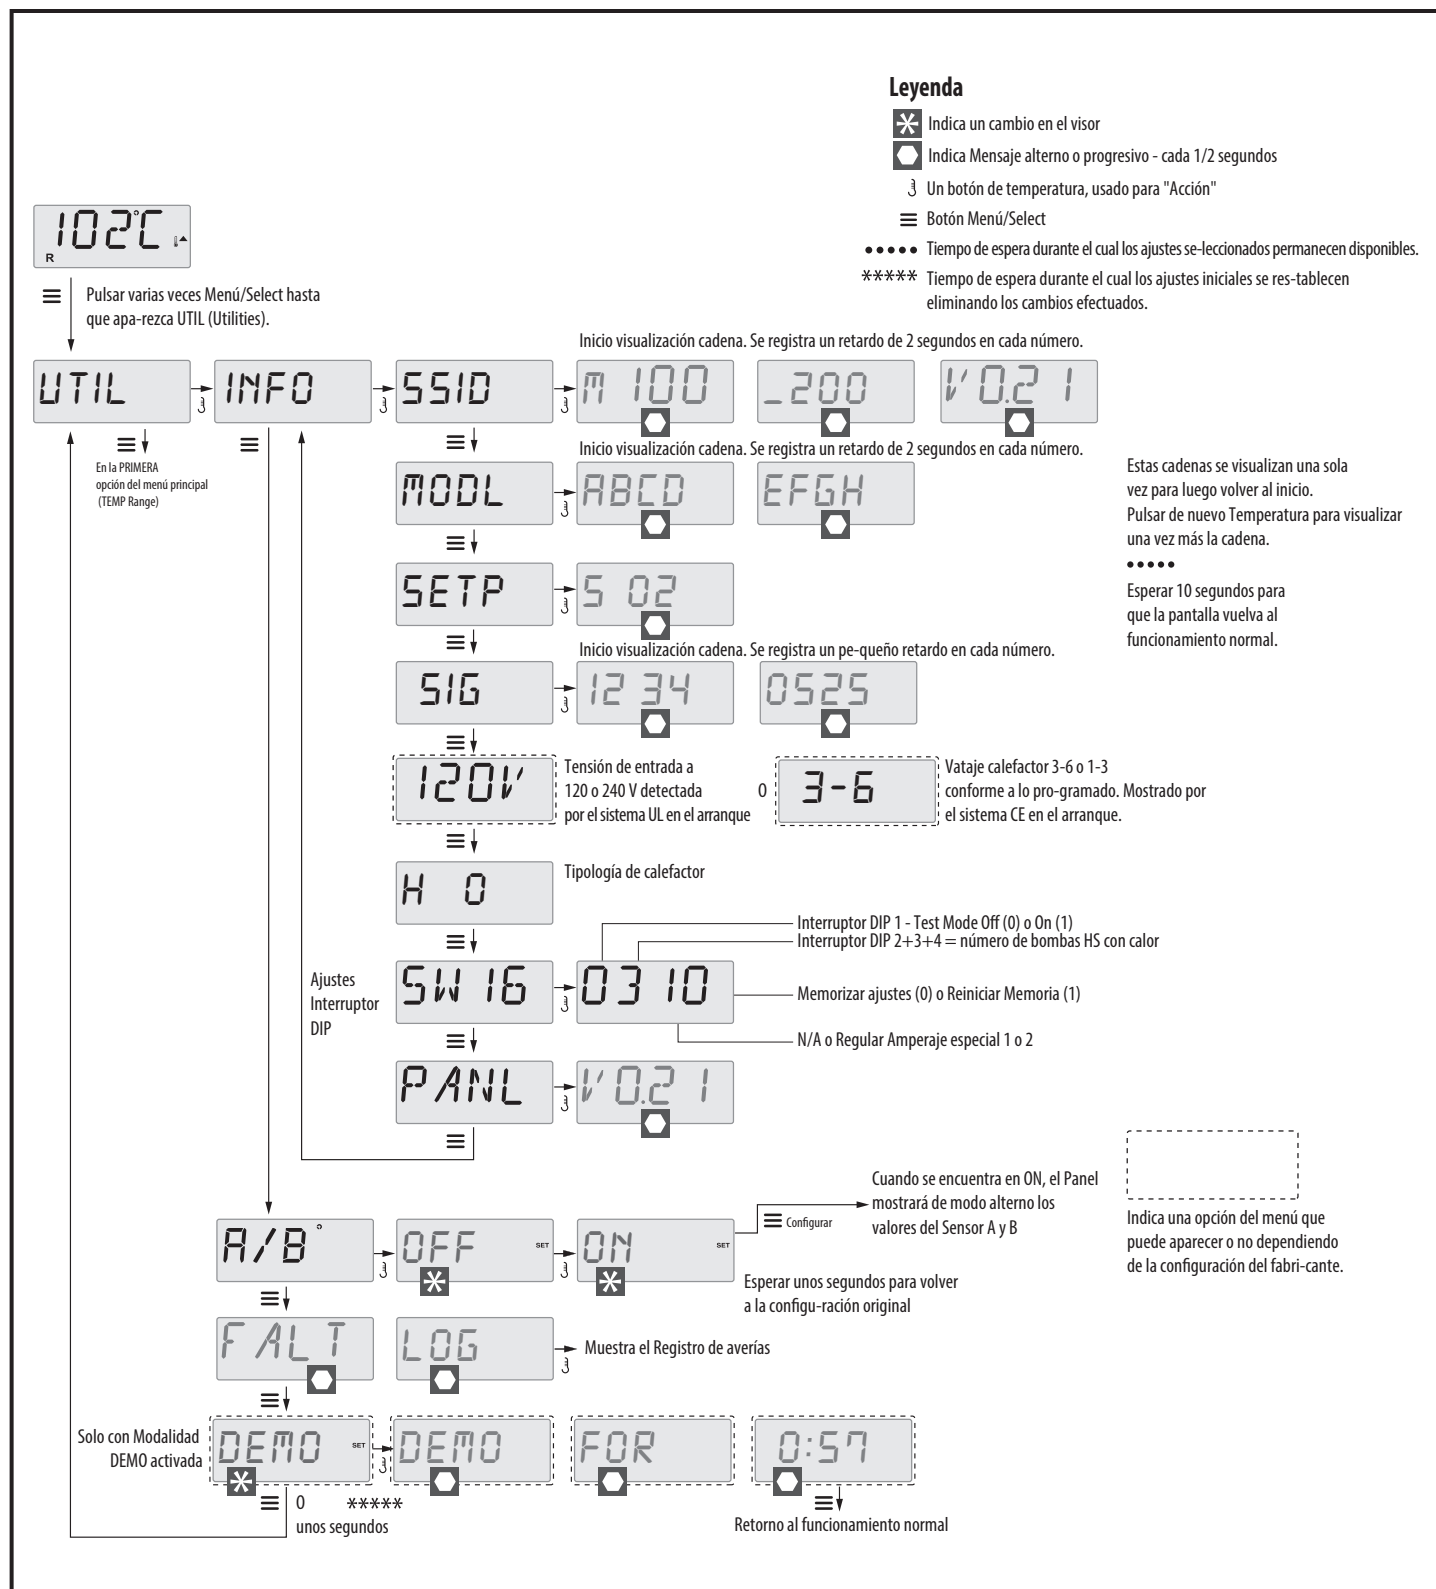 Leyenda
Indica un cambio en el visor
Indica Mensaje alterno o progresivo - cada 1/2 segundos
Un botón de temperatura, usado para "Acción"
Botón Menú/Select
••••• Tiempo de espera durante el cual los ajustes se-leccionados permanecen disponibles.
***** Tiempo de espera durante el cual los ajustes iniciales se res-tablecen
eliminando los cambios efectuados.
102°C
R
Pulsar varias veces Menú/Select hasta
que apa-rezca UTIL (Utilities).
Inicio visualización cadena. Se registra un retardo de 2 segundos en cada número.
UTIL
INFO
SSID
M 100
_200
V 0.21
En la PRIMERA
opción del menú principal
(TEMP Range)
Inicio visualización cadena. Se registra un retardo de 2 segundos en cada número.
MODL
ABCD
EFGH
Estas cadenas se visualizan una sola
vez para luego volver al inicio.
Pulsar de nuevo Temperatura para visualizar
una vez más la cadena.
•••••
Esperar 10 segundos para
que la pantalla vuelva al
funcionamiento normal.
SETP
S 02
Inicio visualización cadena. Se registra un pe-queño retardo en cada número.
SIG
1234
0525
120V
Tensión de entrada a
120 o 240 V detectada
por el sistema UL en el arranque
O
3-6
Vataje calefactor 3-6 o 1-3
conforme a lo pro-gramado. Mostrado por
el sistema CE en el arranque.
H 0
Tipología de calefactor
Interruptor DIP 1 - Test Mode Off (0) o On (1)
Interruptor DIP 2+3+4 = número de bombas HS con calor
Ajustes
Interruptor
DIP
SW 16
0310
Memorizar ajustes (0) o Reiniciar Memoria (1)
N/A o Regular Amperaje especial 1 o 2
PANL
V 0.21
Cuando se encuentra en ON, el Panel
mostrará de modo alterno los
valores del Sensor A y B
Configurar
A/B°
OFF
SET
ON
SET
Esperar unos segundos para volver
a la configu-ración original
Indica una opción del menú que
puede aparecer o no dependiendo
de la configuración del fabri-cante.
FALT
LOG
Muestra el Registro de averías
Solo con Modalidad
DEMO activada
DEMO
SET
DEMO
FOR
0:57
O *****
unos segundos
Retorno al funcionamiento normal